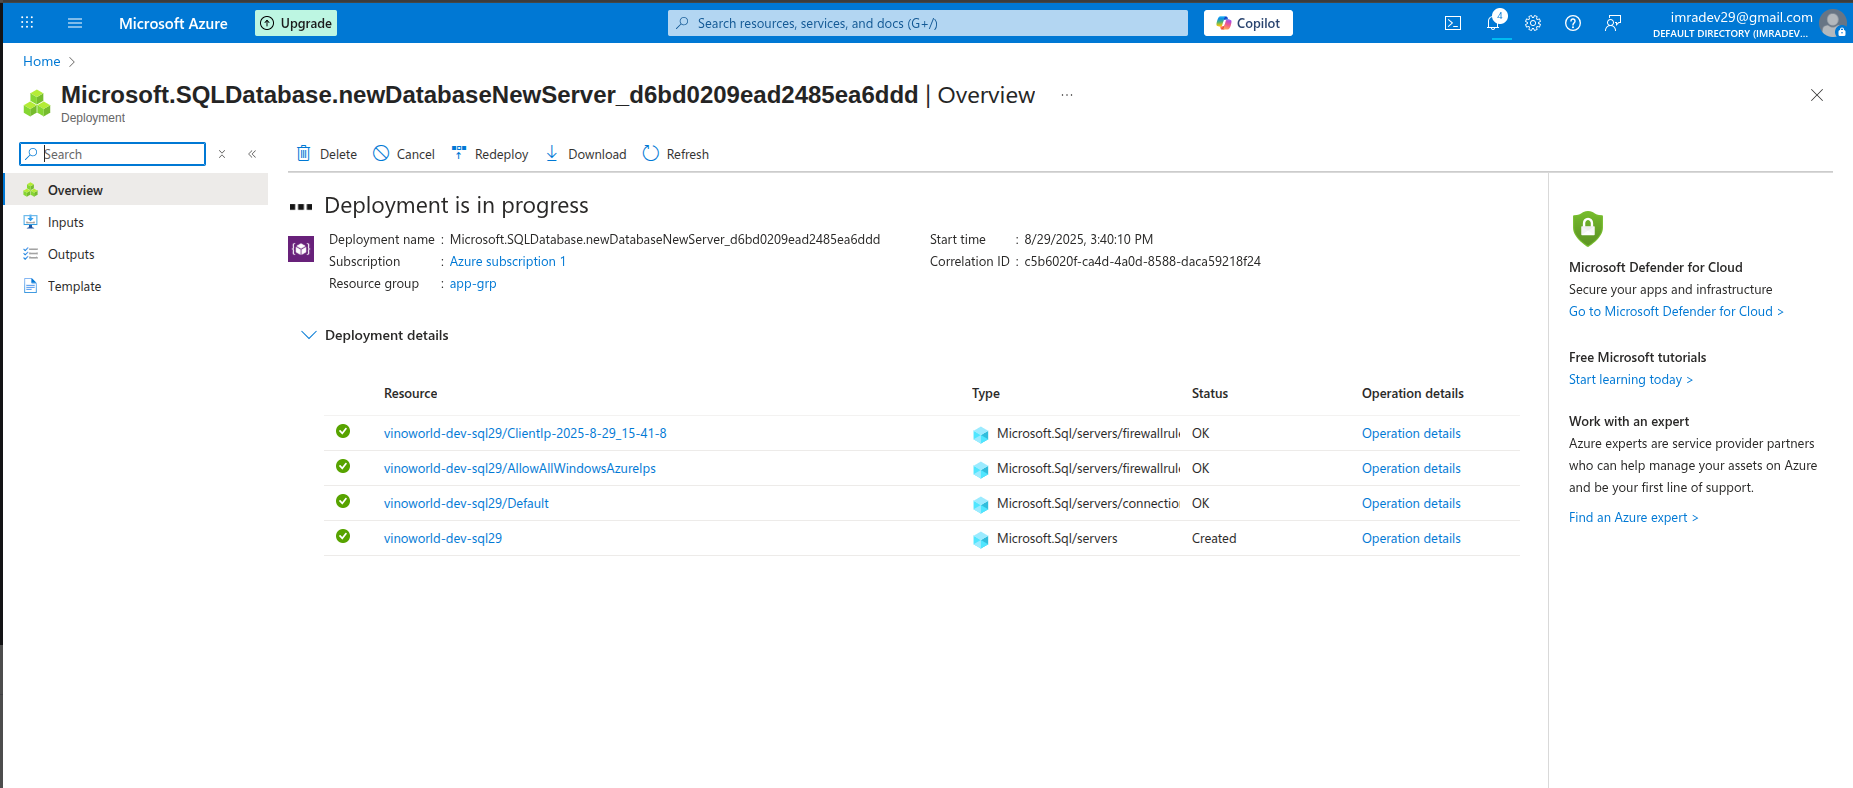 Microsoft Azure
Upgrade
Search resources, services, and docs (G+/)
Copilot
4
imradev29@gmail.com
DEFAULT DIRECTORY (IMRADEV...
Home
Microsoft.SQLDatabase.newDatabaseNewServer_d6bd0209ead2485ea6ddd | Overview ...
Deployment
Search
Overview
Inputs
Outputs
Template
Delete Cancel Redeploy Download Refresh
Deployment is in progress
Deployment name : Microsoft.SQLDatabase.newDatabaseNewServer_d6bd0209ead2485ea6ddd
Subscription : Azure subscription 1
Resource group : app-grp
Start time : 8/29/2025, 3:40:10 PM
Correlation ID : c5b6020f-ca4d-4a0d-8588-daca59218f24
Deployment details
Resource Type Status Operation details
vinoworld-dev-sql29/ClientIp-2025-8-29_15-41-8 Microsoft.Sql/servers/firewallrul OK Operation details
vinoworld-dev-sql29/AllowAllWindowsAzureIps Microsoft.Sql/servers/firewallrul OK Operation details
vinoworld-dev-sql29/Default Microsoft.Sql/servers/connection OK Operation details
vinoworld-dev-sql29 Microsoft.Sql/servers Created Operation details
Microsoft Defender for Cloud
Secure your apps and infrastructure
Go to Microsoft Defender for Cloud >
Free Microsoft tutorials
Start learning today >
Work with an expert
Azure experts are service provider partners
who can help manage your assets on Azure
and be your first line of support.
Find an Azure expert >